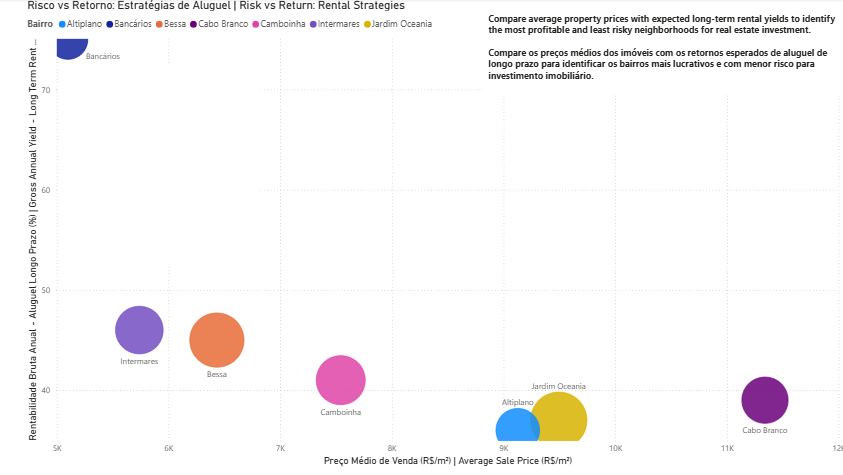 Risco vs Retorno: Estratégias de Aluguel | Risk vs Return: Rental Strategies
Bairro Altiplano Bancários Bessa Cabo Branco Camboinha Intermares Jardim Oceania
Compare average property prices with expected long-term rental yields to identify
the most profitable and least risky neighborhoods for real estate investment.
Compare os preços médios dos imóveis com os retornos esperados de aluguel de
longo prazo para identificar os bairros mais lucrativos e com menor risco para
investimento imobiliário.
Rentabilidade Bruta Anual – Aluguel Longo Prazo (%) | Gross Annual Yield – Long Term Rent ...
70
60
50
40
Bancários
Intermares
Bessa
Camboinha
Altiplano
Jardim Oceania
Cabo Branco
5K 6K 7K 8K 9K 10K 11K 12K
Preço Médio de Venda (R$/m²) | Average Sale Price (R$/m²)